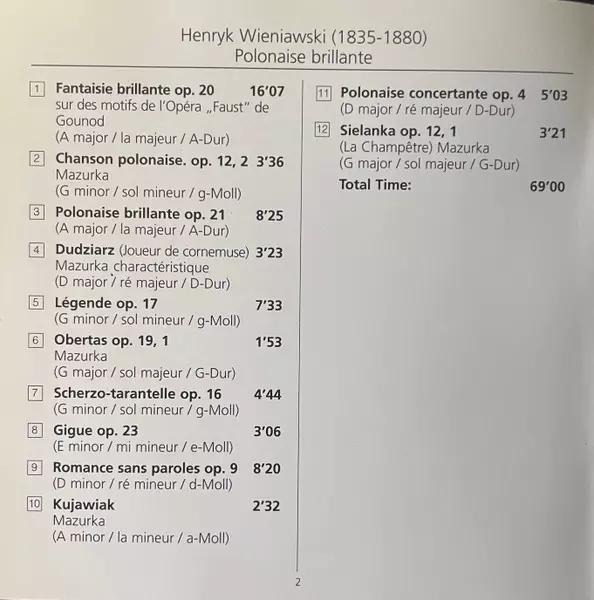 Henryk Wieniawski (1835-1880)
Polonaise brillante
1 Fantaisie brillante op. 20 16'07
sur des motifs de l'Opéra „Faust" de
Gounod
(A major / la majeur / A-Dur)
2 Chanson polonaise. op. 12, 2 3'36
Mazurka
(G minor / sol mineur / g-Moll)
3 Polonaise brillante op. 21 8'25
(A major / la majeur / A-Dur)
4 Dudziarz (Joueur de cornemuse) 3'23
Mazurka charactéristique
(D major / ré majeur / D-Dur)
5 Légende op. 17 7'33
(G minor / sol mineur / g-Moll)
6 Obertas op. 19, 1 1'53
Mazurka
(G major / sol majeur / G-Dur)
7 Scherzo-tarantelle op. 16 4'44
(G minor / sol mineur / g-Moll)
8 Gigue op. 23 3'06
(E minor / mi mineur / e-Moll)
9 Romance sans paroles op. 9 8'20
(D minor / ré mineur / d-Moll)
10 Kujawiak 2'32
Mazurka
(A minor / la mineur / a-Moll)
11 Polonaise concertante op. 4 5'03
(D major / ré majeur / D-Dur)
12 Sielanka op. 12, 1 3'21
(La Champêtre) Mazurka
(G major / sol majeur / G-Dur)
Total Time: 69'00
2